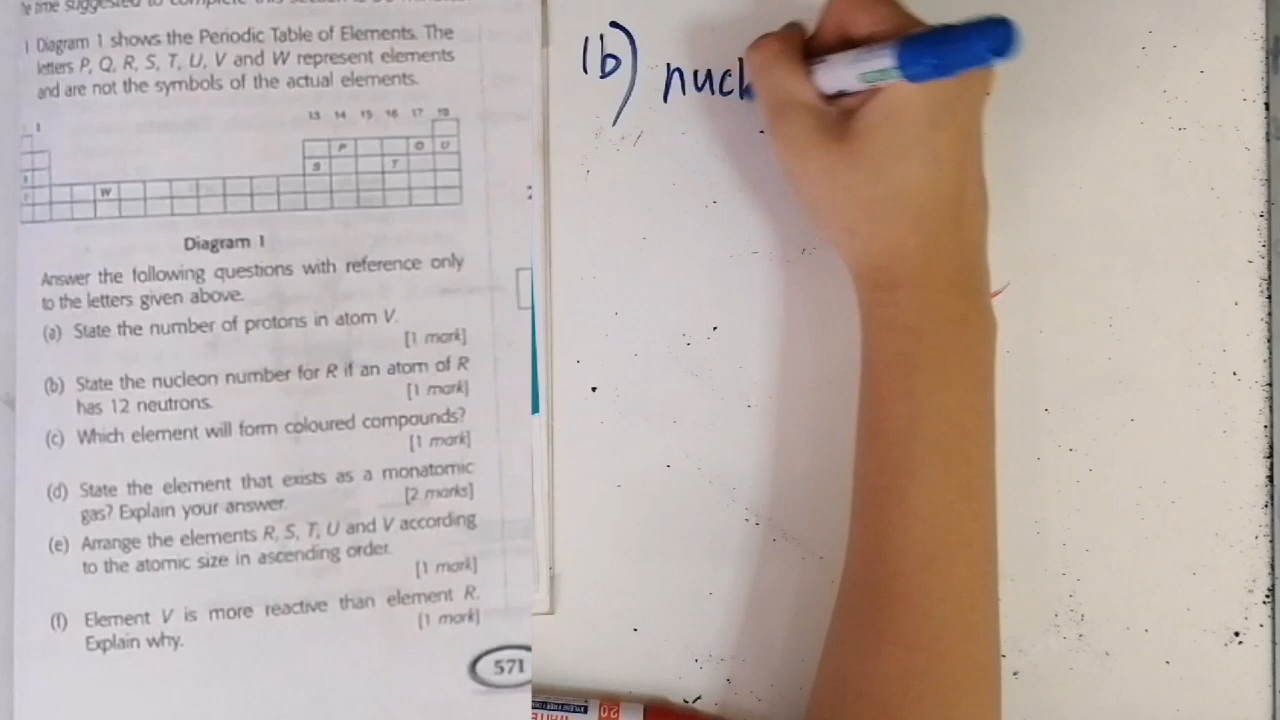 time suggested to complete this section is 90 minutes
1 Diagram 1 shows the Periodic Table of Elements. The
letters P, Q, R, S, T, U, V and W represent elements
and are not the symbols of the actual elements.
1 13 14 15 16 17 18
P Q U
S T
W
Diagram 1
Answer the following questions with reference only
to the letters given above.
(a) State the number of protons in atom V.
[1 mark]
(b) State the nucleon number for R if an atom of R
has 12 neutrons. [1 mark]
(c) Which element will form coloured compounds?
[1 mark]
(d) State the element that exists as a monatomic
gas? Explain your answer. [2 marks]
(e) Arrange the elements R, S, T, U and V according
to the atomic size in ascending order.
[1 mark]
(f) Element V is more reactive than element R.
Explain why. [1 mark]
571
1b) nucl
20